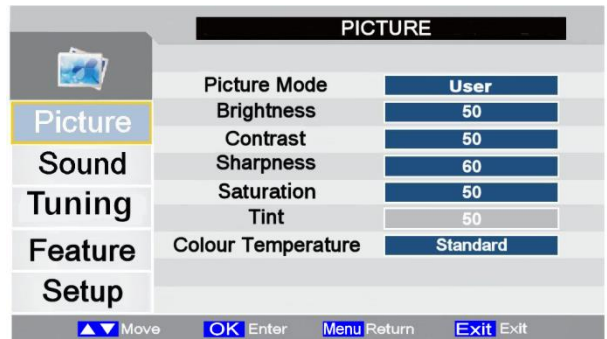 PICTURE
Picture Mode User
Brightness 50
Contrast 50
Sharpness 60
Saturation 50
Tint 50
Colour Temperature Standard
Picture
Sound
Tuning
Feature
Setup
▲▼ Move OK Enter Menu Return Exit Exit